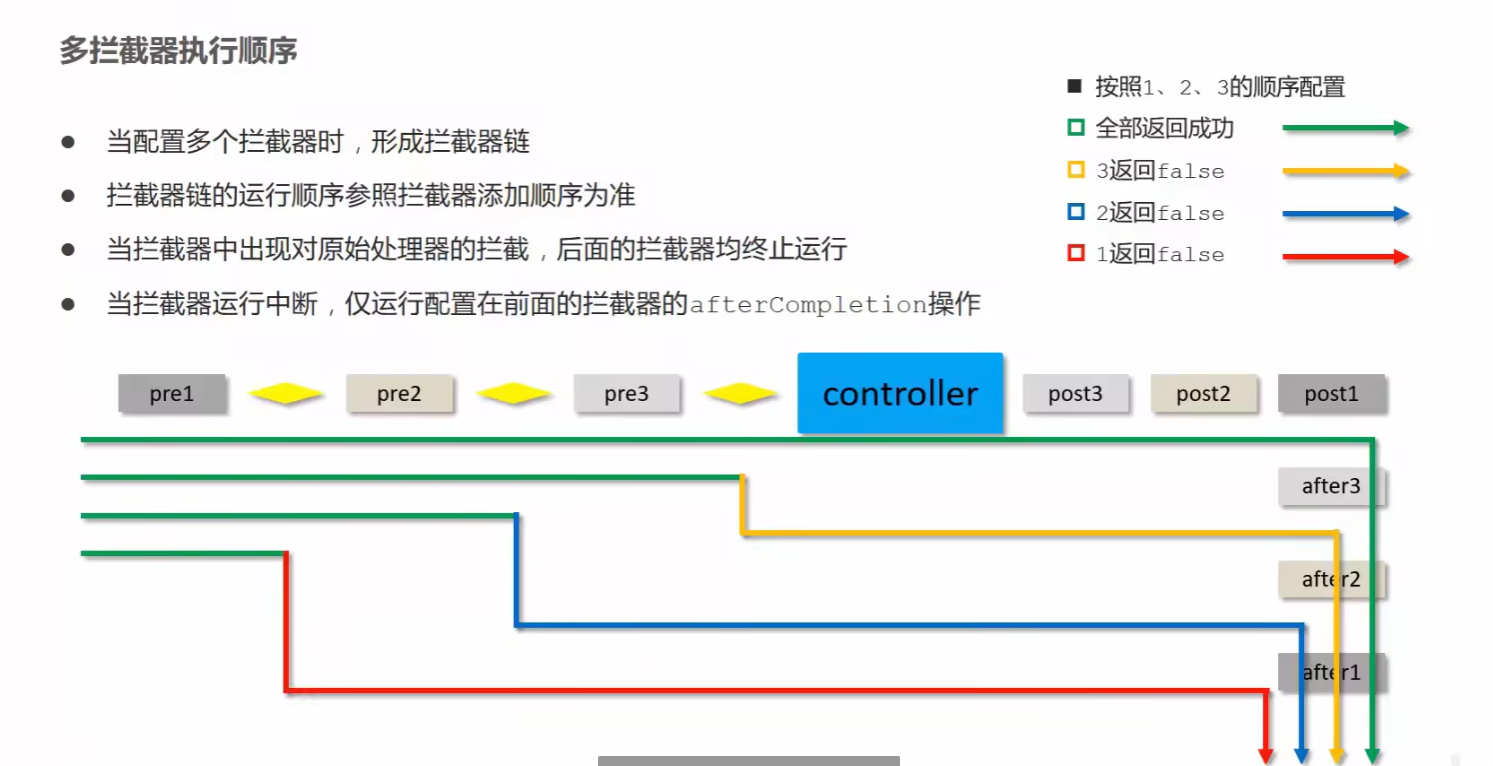 多拦截器执行顺序
当配置多个拦截器时，形成拦截器链
拦截器链的运行顺序参照拦截器添加顺序为准
当拦截器中出现对原始处理器的拦截，后面的拦截器均终止运行
当拦截器运行中断，仅运行配置在前面的拦截器的afterCompletion操作
按照1、2、3的顺序配置
全部返回成功
3返回false
2返回false
1返回false
pre1
pre2
pre3
controller
post3
post2
post1
after3
after2
after1